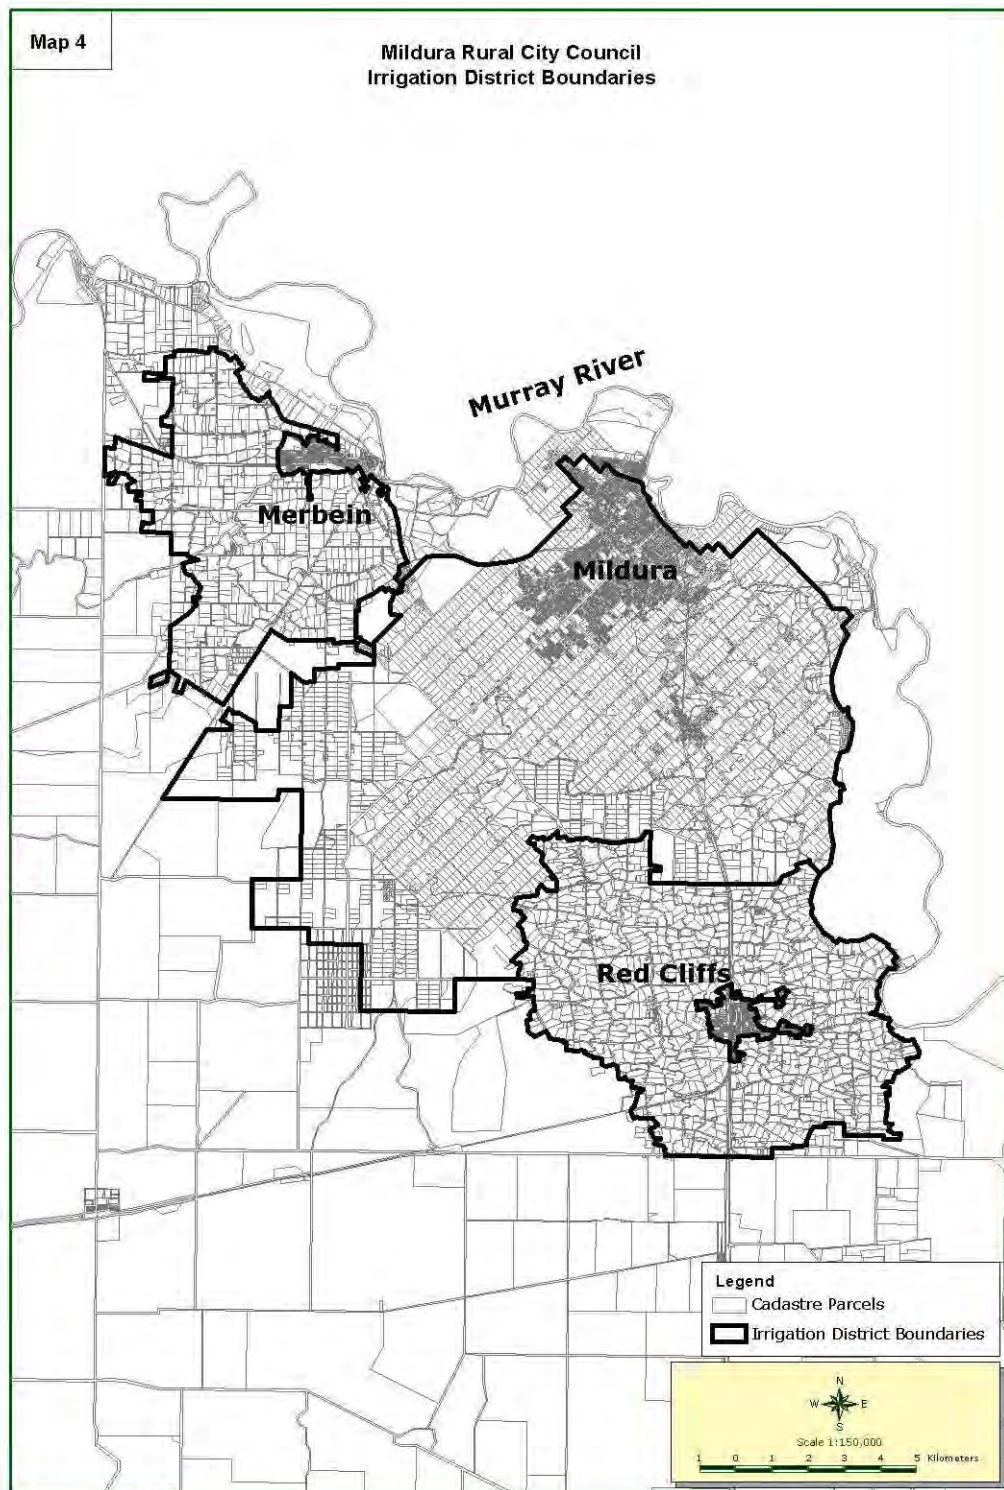 Map 4
Mildura Rural City Council
Irrigation District Boundaries
Murray River
Merbein
Mildura
Red Cliffs
Legend
Cadastre Parcels
Irrigation District Boundaries
N
W E
S
Scale 1:150,000
1 0 1 2 3 4 5 Kilometers